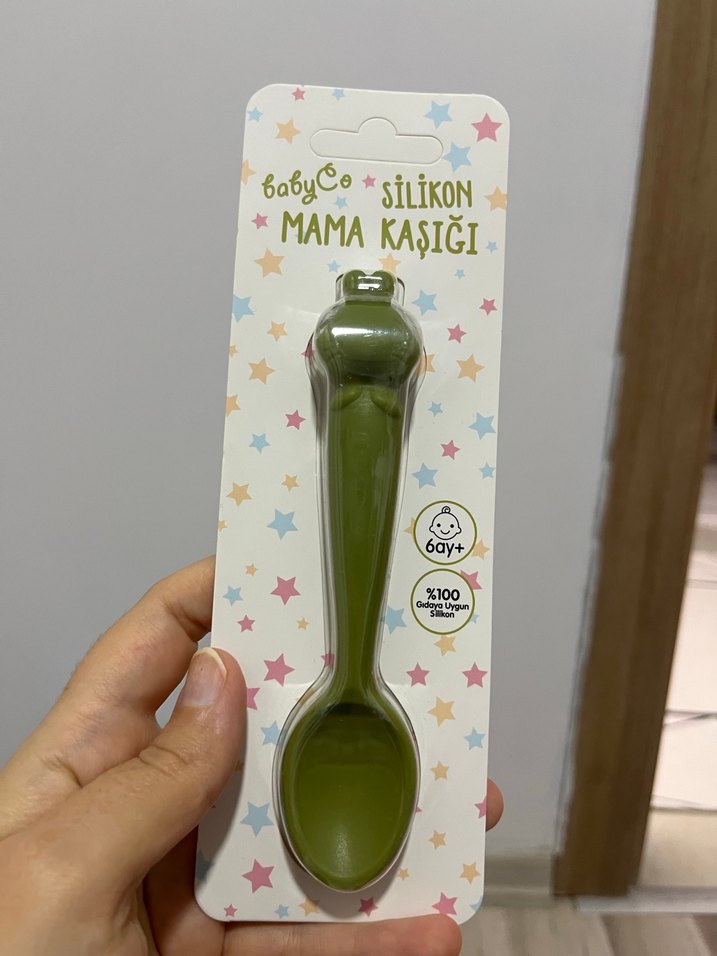 babyCo SİLİKON
MAMA KAŞIĞI
6ay+
%100
Gıdaya Uygun
Silikon